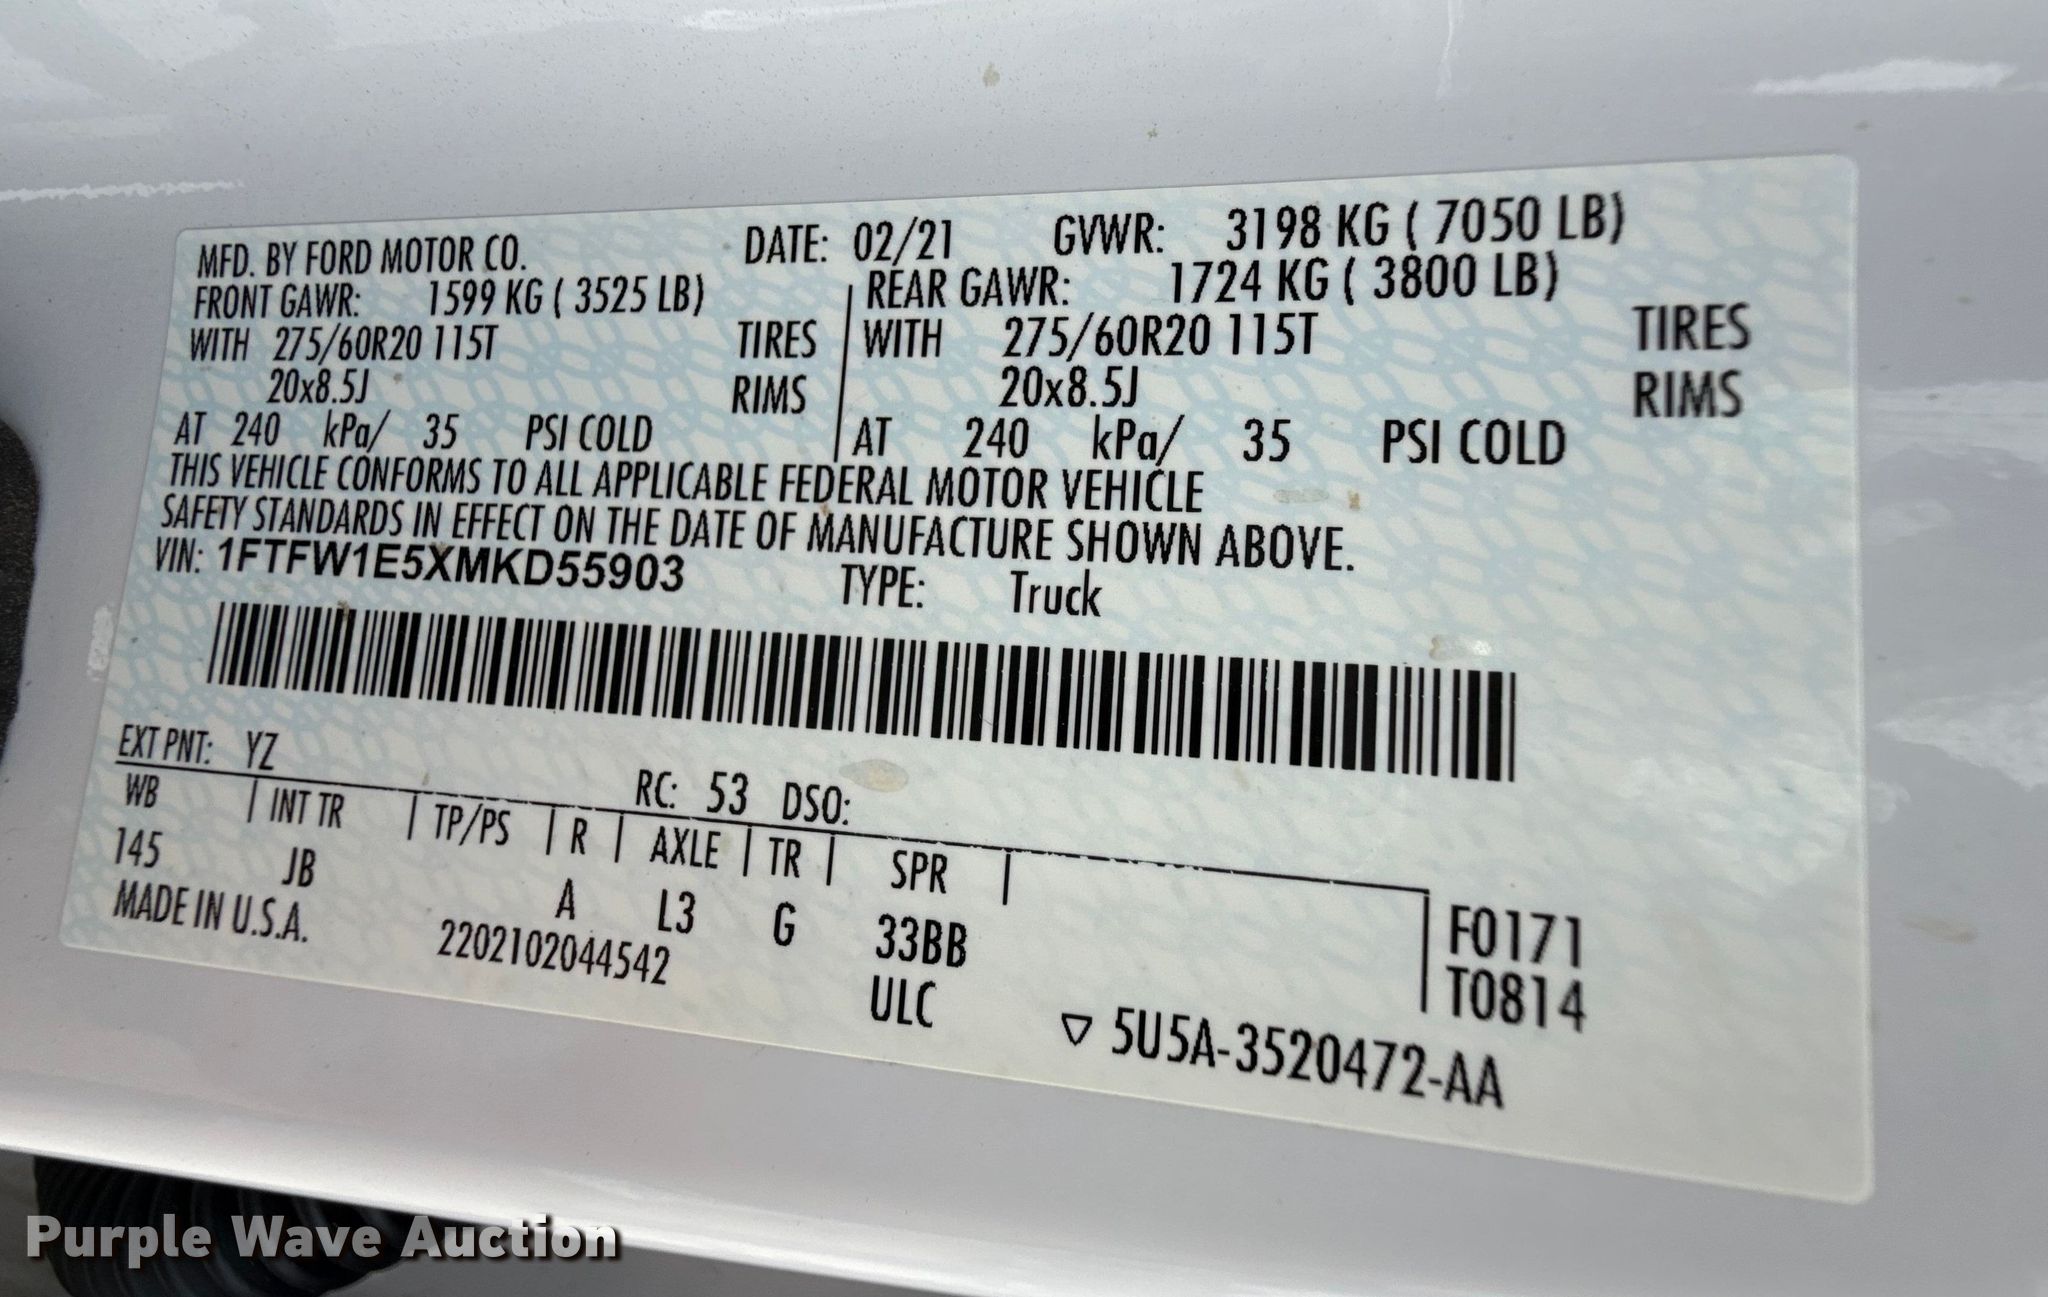 MFD. BY FORD MOTOR CO. DATE: 02/21 GVWR: 3198 KG ( 7050 LB)
FRONT GAWR: 1599 KG ( 3525 LB) REAR GAWR: 1724 KG ( 3800 LB)
WITH 275/60R20 115T TIRES WITH 275/60R20 115T TIRES
20x8.5J RIMS 20x8.5J RIMS
AT 240 kPa/ 35 PSI COLD AT 240 kPa/ 35 PSI COLD
THIS VEHICLE CONFORMS TO ALL APPLICABLE FEDERAL MOTOR VEHICLE
SAFETY STANDARDS IN EFFECT ON THE DATE OF MANUFACTURE SHOWN ABOVE.
VIN: 1FTFW1E5XMKD55903 TYPE: Truck
EXT PNT: YZ RC: 53 DSO:
WB | INT TR | TP/PS | R | AXLE | TR | SPR |
145 JB A L3 G 33BB F0171
MADE IN U.S.A. 2202102044542 ULC T0814
▽ 5U5A-3520472-AA
Purple Wave Auction